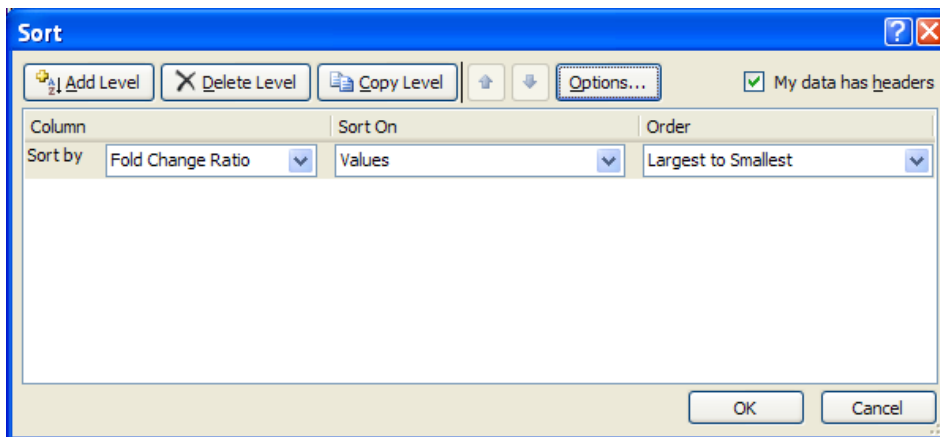 Sort
Add Level Delete Level Copy Level Options... My data has headers
Column Sort On Order
Sort by Fold Change Ratio Values Largest to Smallest
OK Cancel